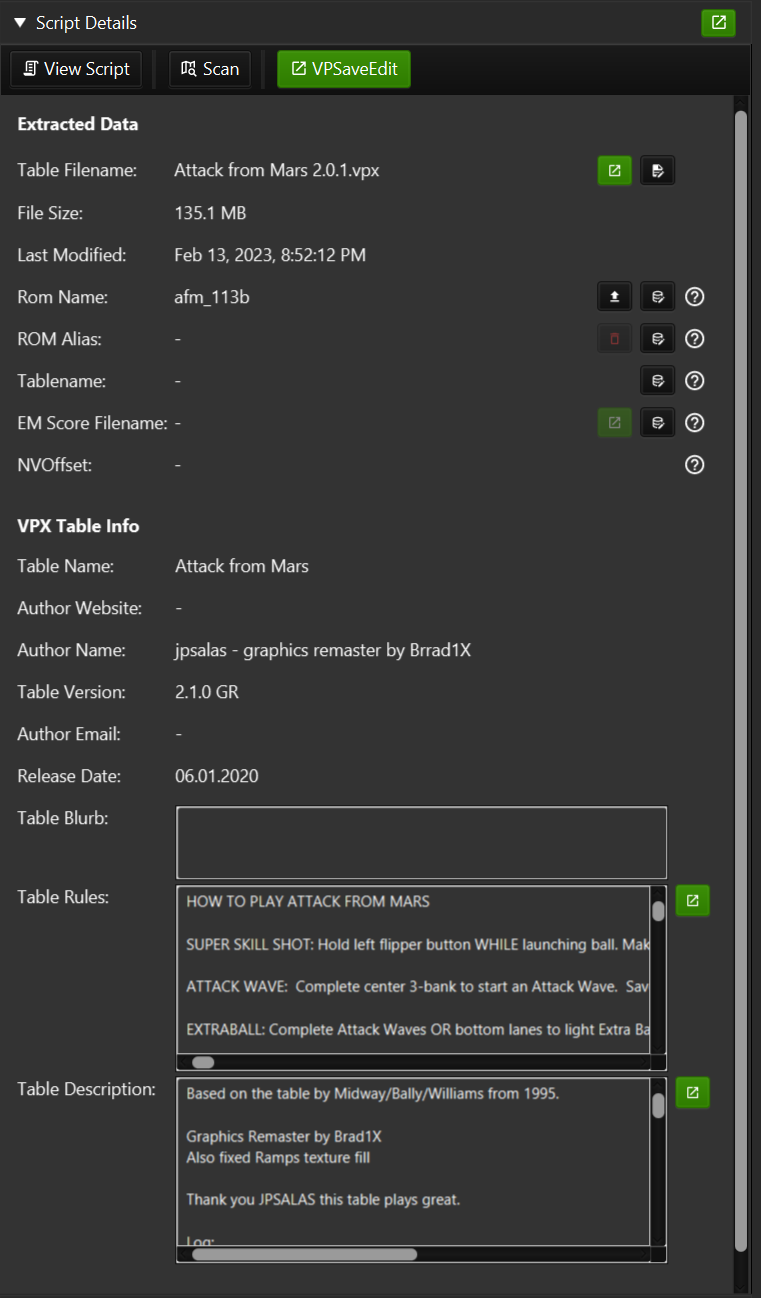 Script Details
View Script
Scan
VPSaveEdit
Extracted Data
Table Filename: Attack from Mars 2.0.1.vpx
File Size: 135.1 MB
Last Modified: Feb 13, 2023, 8:52:12 PM
Rom Name: afm_113b
ROM Alias: -
Tablename: -
EM Score Filename: -
NVOffset: -
VPX Table Info
Table Name: Attack from Mars
Author Website: -
Author Name: jpsalas - graphics remaster by Brrad1X
Table Version: 2.1.0 GR
Author Email: -
Release Date: 06.01.2020
Table Blurb:
Table Rules:
HOW TO PLAY ATTACK FROM MARS
SUPER SKILL SHOT: Hold left flipper button WHILE launching ball. Mak
ATTACK WAVE:  Complete center 3-bank to start an Attack Wave.  Sav
EXTRABALL: Complete Attack Waves OR bottom lanes to light Extra Ba
Table Description:
Based on the table by Midway/Bally/Williams from 1995.
Graphics Remaster by Brad1X
Also fixed Ramps texture fill
Thank you JPSALAS this table plays great.
Log: